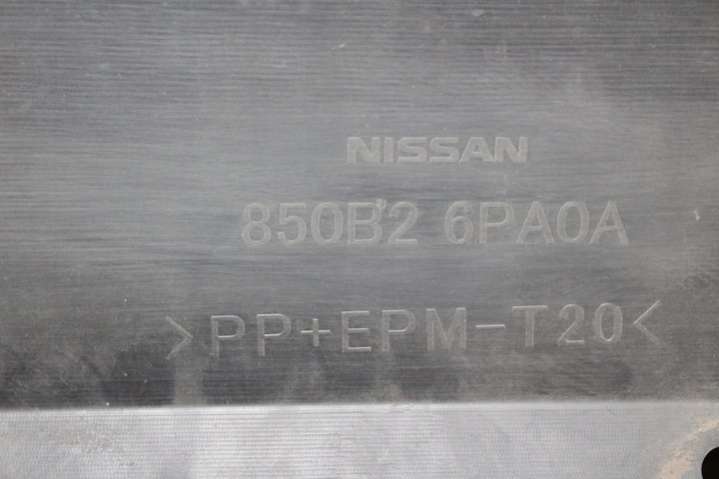 NISSAN
850B2 6PA0A
>PP+EPM-T20<